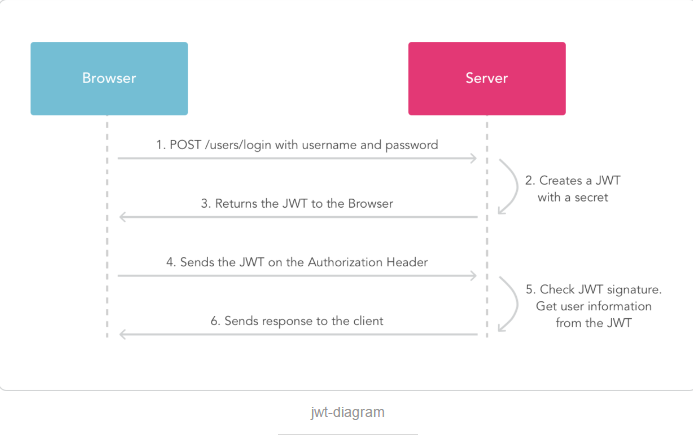 Browser
Server
1. POST /users/login with username and password
2. Creates a JWT
with a secret
3. Returns the JWT to the Browser
4. Sends the JWT on the Authorization Header
5. Check JWT signature.
Get user information
from the JWT
6. Sends response to the client
jwt-diagram